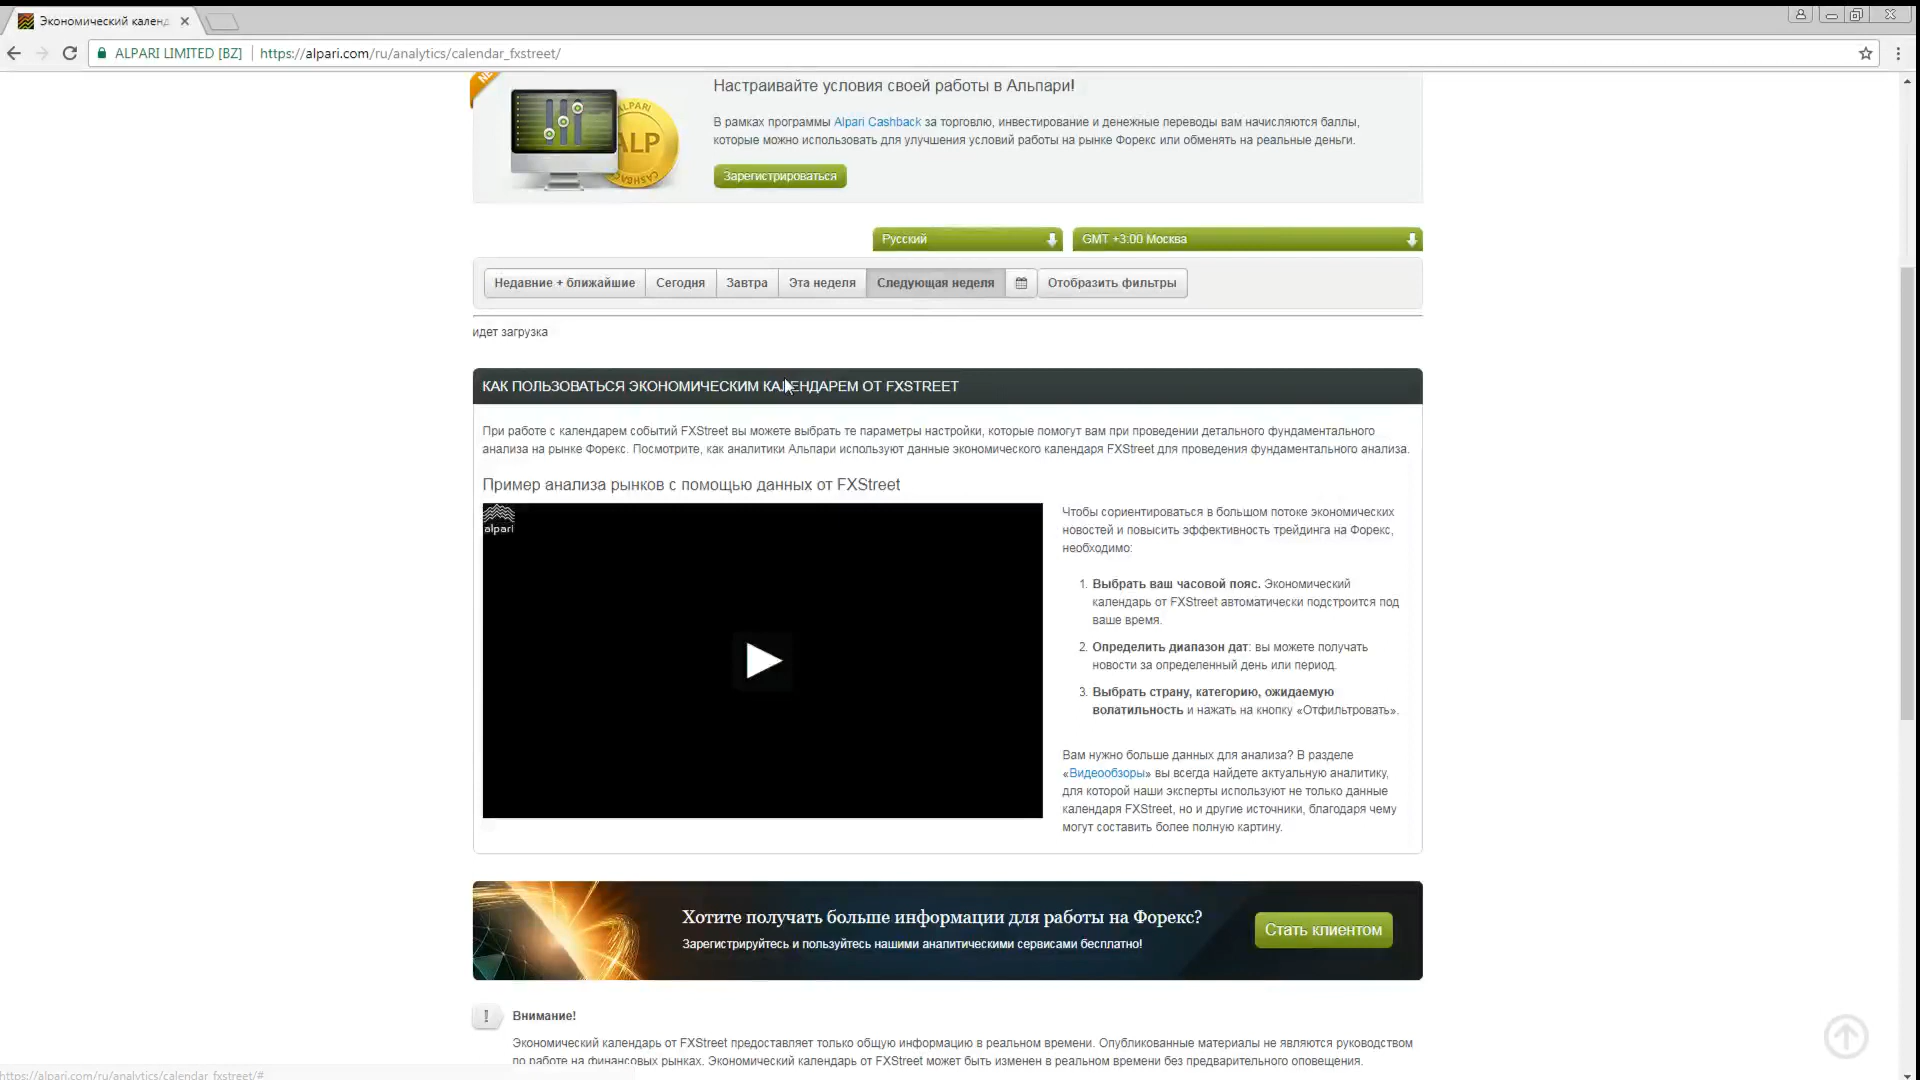 Экономический календ
ALPARI LIMITED [BZ] https://alpari.com/ru/analytics/calendar_fxstreet/
NEW
Настраивайте условия своей работы в Альпари!
ALPARI
ALP
CASHBACK
В рамках программы Alpari Cashback за торговлю, инвестирование и денежные переводы вам начисляются баллы,
которые можно использовать для улучшения условий работы на рынке Форекс или обменять на реальные деньги.
Зарегистрироваться
Русский GMT +3:00 Москва
Недавние + ближайшие Сегодня Завтра Эта неделя Следующая неделя Отобразить фильтры
идет загрузка
КАК ПОЛЬЗОВАТЬСЯ ЭКОНОМИЧЕСКИМ КАЛЕНДАРЕМ ОТ FXSTREET
При работе с календарем событий FXStreet вы можете выбрать те параметры настройки, которые помогут вам при проведении детального фундаментального
анализа на рынке Форекс. Посмотрите, как аналитики Альпари используют данные экономического календаря FXStreet для проведения фундаментального анализа.
Пример анализа рынков с помощью данных от FXStreet
alpari
Чтобы сориентироваться в большом потоке экономических
новостей и повысить эффективность трейдинга на Форекс,
необходимо:
1. Выбрать ваш часовой пояс. Экономический
календарь от FXStreet автоматически подстроится под
ваше время.
2. Определить диапазон дат: вы можете получать
новости за определенный день или период.
3. Выбрать страну, категорию, ожидаемую
волатильность и нажать на кнопку «Отфильтровать».
Вам нужно больше данных для анализа? В разделе
«Видеообзоры» вы всегда найдете актуальную аналитику,
для которой наши эксперты используют не только данные
календаря FXStreet, но и другие источники, благодаря чему
могут составить более полную картину.
Хотите получать больше информации для работы на Форекс?
Зарегистрируйтесь и пользуйтесь нашими аналитическими сервисами бесплатно!
Стать клиентом
! Внимание!
Экономический календарь от FXStreet предоставляет только общую информацию в реальном времени. Опубликованные материалы не являются руководством
по работе на финансовых рынках. Экономический календарь от FXStreet может быть изменен в реальном времени без предварительного оповещения.
https://alpari.com/ru/analytics/calendar_fxstreet/#